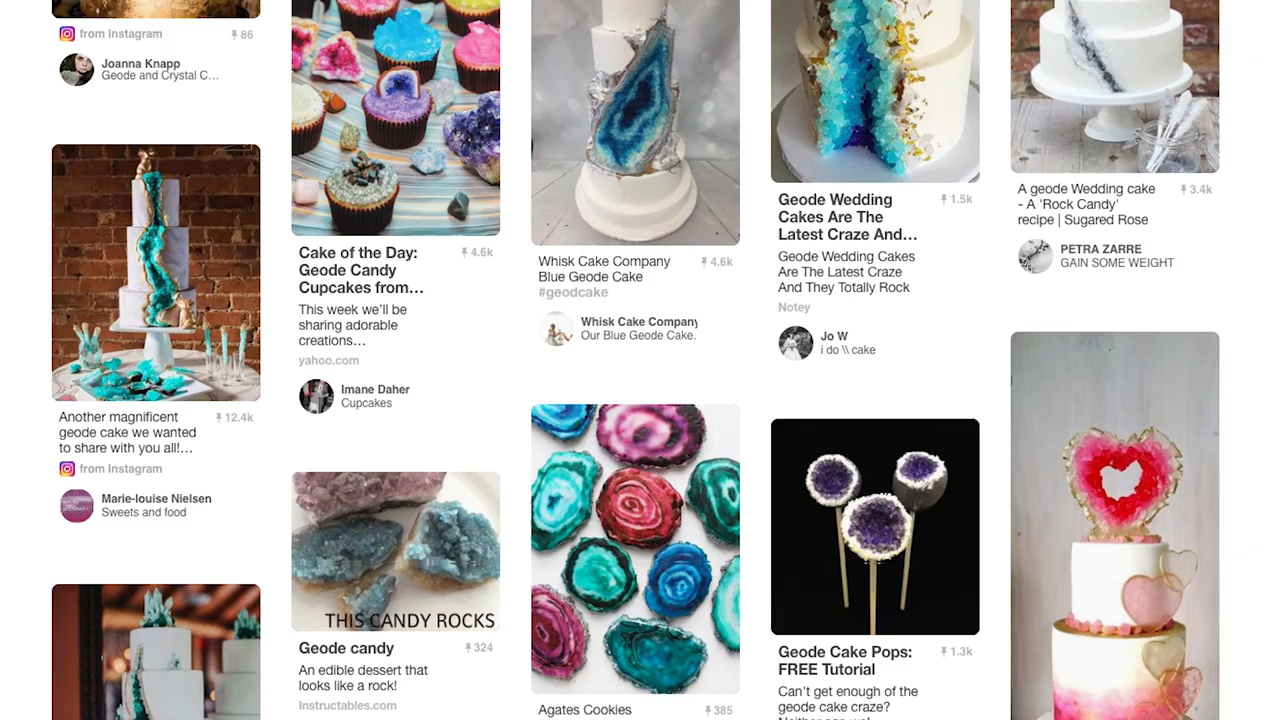 from Instagram
86
Joanna Knapp
Geode and Crystal C...
Another magnificent
geode cake we wanted
to share with you all!...
12.4k
from Instagram
Marie-louise Nielsen
Sweets and food
Cake of the Day:
Geode Candy
Cupcakes from...
4.6k
This week we'll be
sharing adorable
creations...
yahoo.com
Imane Daher
Cupcakes
THIS CANDY ROCKS
Geode candy
324
An edible dessert that
looks like a rock!
Instructables.com
Whisk Cake Company
Blue Geode Cake
#geodcake
4.6k
Whisk Cake Company
Our Blue Geode Cake.
Agates Cookies
385
Geode Wedding
Cakes Are The
Latest Craze And...
1.5k
Geode Wedding Cakes
Are The Latest Craze
And They Totally Rock
Notey
Jo W
i do \\ cake
Geode Cake Pops:
FREE Tutorial
1.3k
Can't get enough of the
geode cake craze?
A geode Wedding cake
- A 'Rock Candy'
recipe | Sugared Rose
3.4k
PETRA ZARRE
GAIN SOME WEIGHT